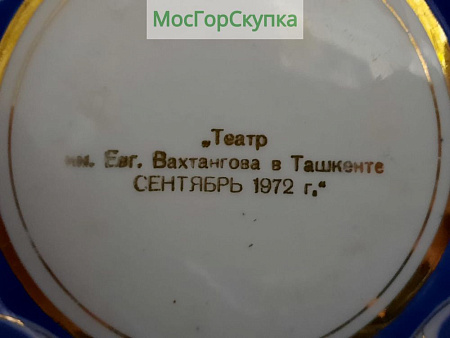 МосГорСкупка
„Театр
им. Евг. Вахтангова в Ташкенте
СЕНТЯБРЬ 1972 г."